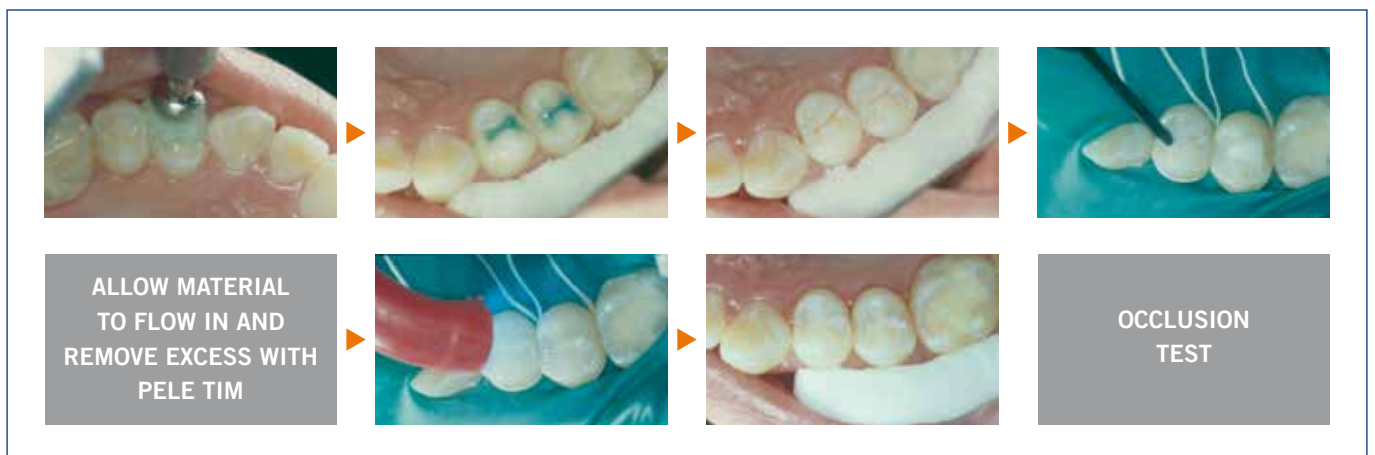 ALLOW MATERIAL
TO FLOW IN AND
REMOVE EXCESS WITH
PELE TIM
OCCLUSION
TEST